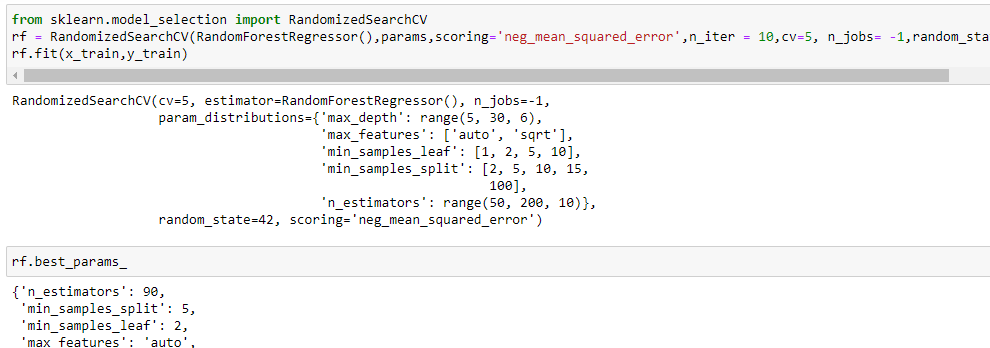 from sklearn.model_selection import RandomizedSearchCV
rf = RandomizedSearchCV(RandomForestRegressor(),params,scoring='neg_mean_squared_error',n_iter = 10,cv=5, n_jobs= -1,random_sta
rf.fit(x_train,y_train)
RandomizedSearchCV(cv=5, estimator=RandomForestRegressor(), n_jobs=-1,
param_distributions={'max_depth': range(5, 30, 6),
'max_features': ['auto', 'sqrt'],
'min_samples_leaf': [1, 2, 5, 10],
'min_samples_split': [2, 5, 10, 15,
100],
'n_estimators': range(50, 200, 10)},
random_state=42, scoring='neg_mean_squared_error')
rf.best_params_
{'n_estimators': 90,
'min_samples_split': 5,
'min_samples_leaf': 2,
'max_features': 'auto',